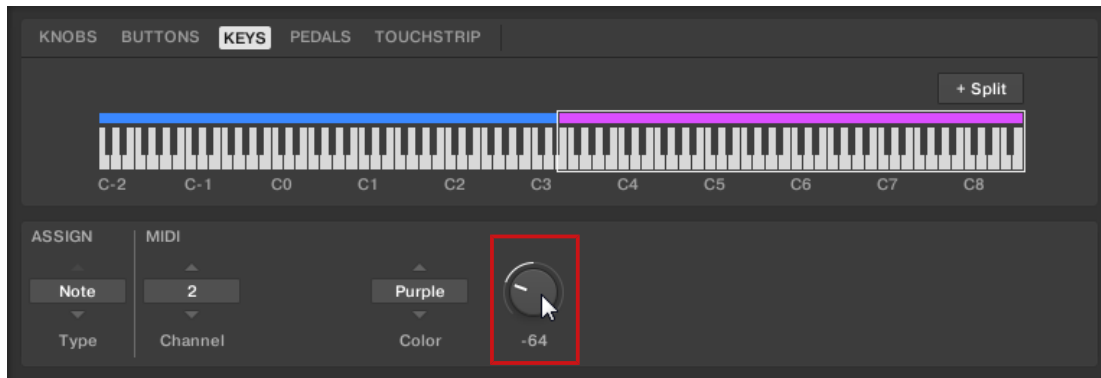 KNOBS BUTTONS KEYS PEDALS TOUCHSTRIP
+ Split
C-2 C-1 C0 C1 C2 C3 C4 C5 C6 C7 C8
ASSIGN MIDI
Note 2 Purple
Type Channel Color -64